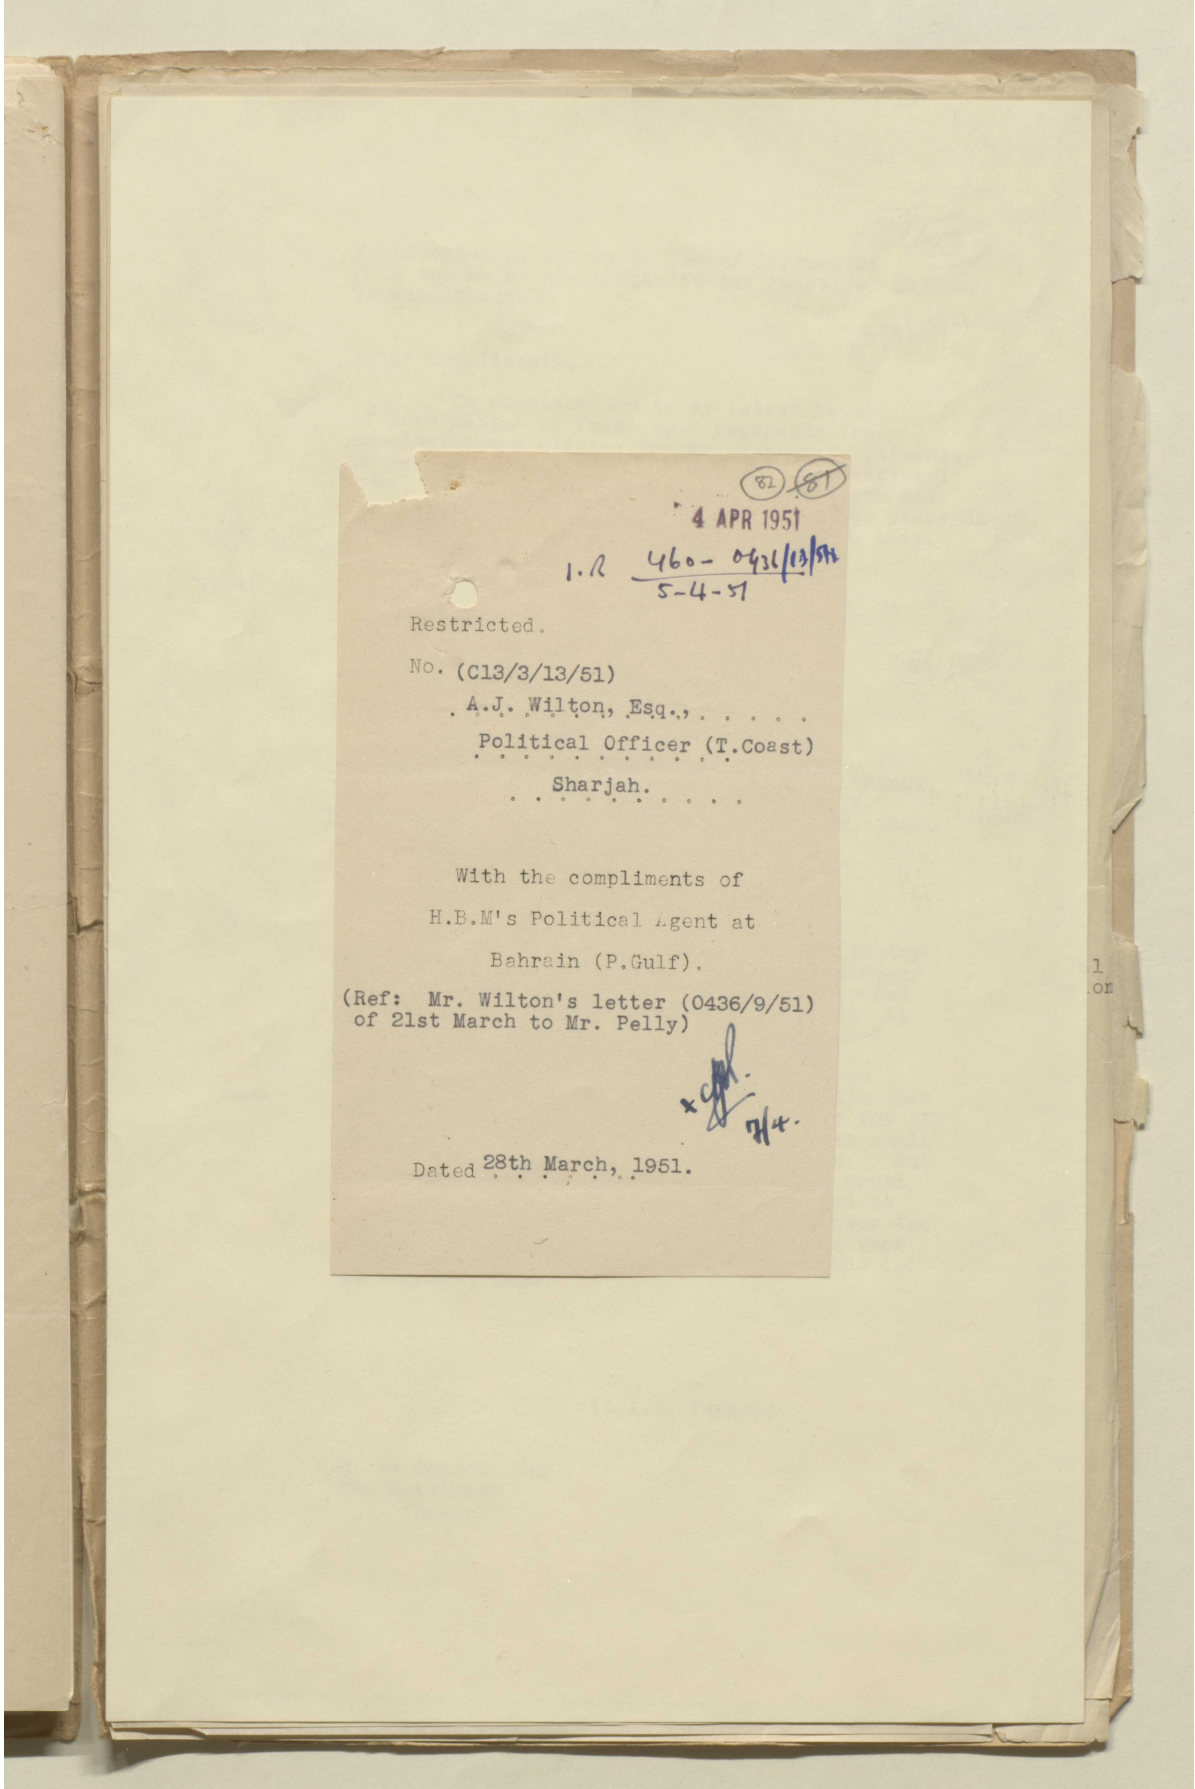 82 81
4 APR 1951
I.R 460- 0436/13/51
5-4-51
Restricted.
No. (C13/3/13/51)
A.J. Wilton, Esq.,
Political Officer (T.Coast)
Sharjah.
With the compliments of
H.B.M's Political Agent at
Bahrain (P.Gulf).
(Ref: Mr. Wilton's letter (0436/9/51)
of 21st March to Mr. Pelly)
7/4.
Dated 28th March, 1951.